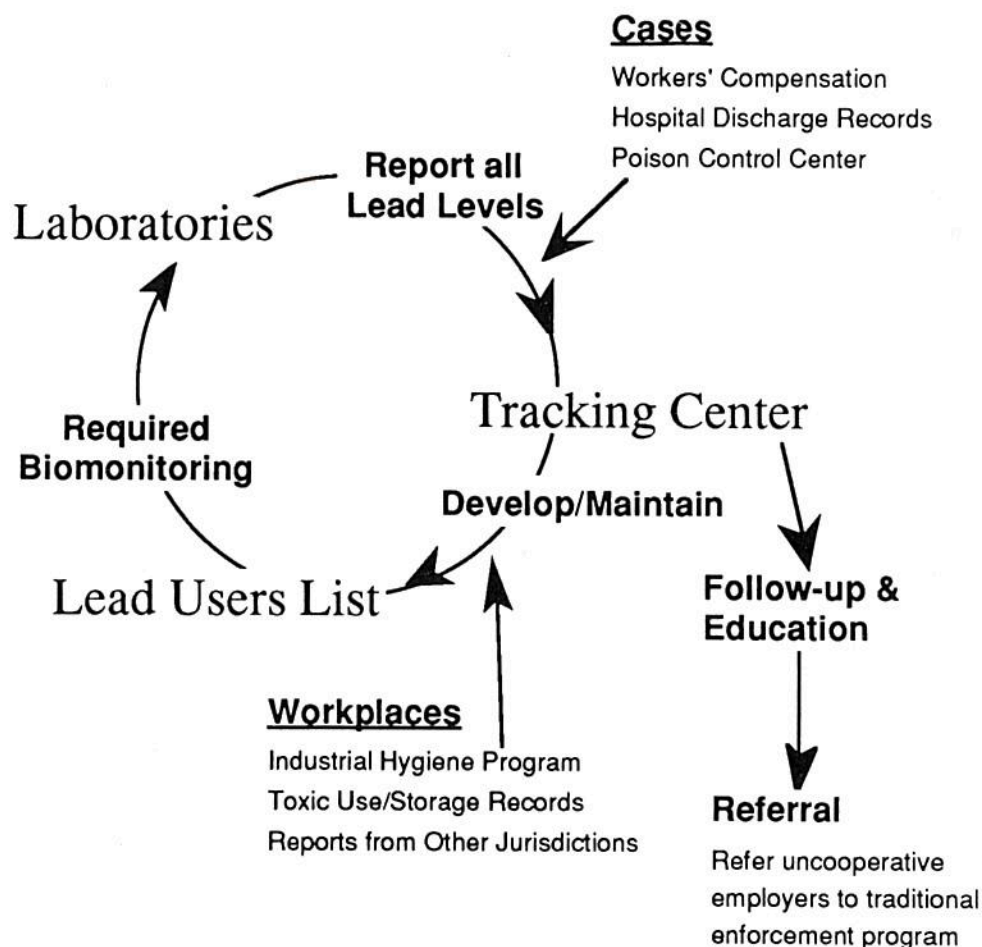 Cases
Workers' Compensation
Hospital Discharge Records
Poison Control Center
Report all
Lead Levels
Laboratories
Tracking Center
Required
Biomonitoring
Develop/Maintain
Lead Users List
Follow-up &
Education
Workplaces
Industrial Hygiene Program
Toxic Use/Storage Records
Reports from Other Jurisdictions
Referral
Refer uncooperative
employers to traditional
enforcement program